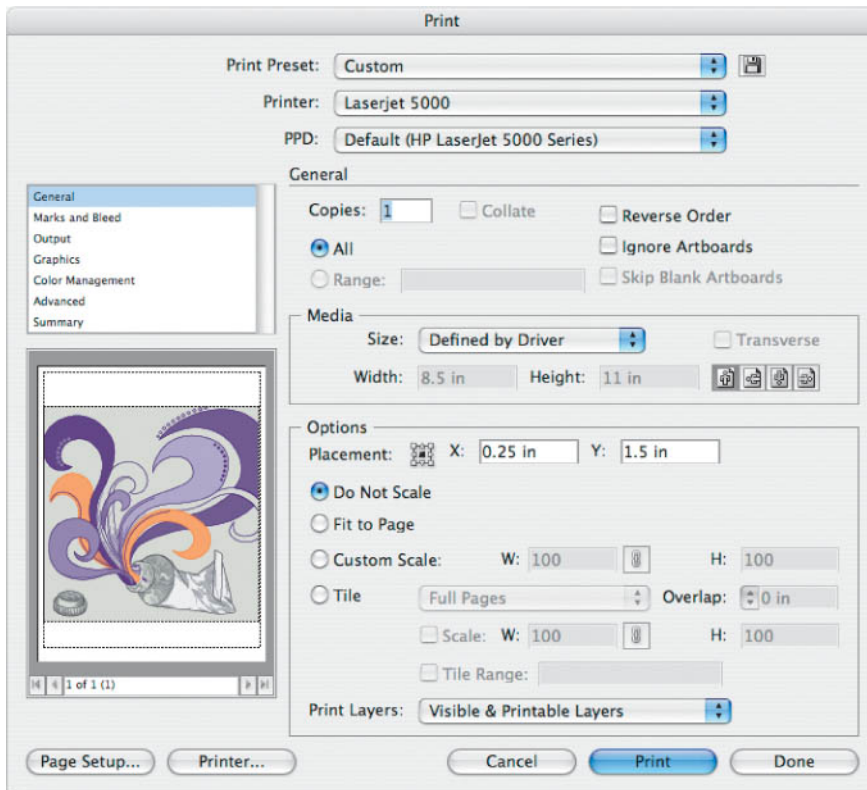 Print
Print Preset: Custom
Printer: Laserjet 5000
PPD: Default (HP LaserJet 5000 Series)
General
Marks and Bleed
Output
Graphics
Color Management
Advanced
Summary
1 of 1 (1)
General
Copies: 1 Collate Reverse Order
All Ignore Artboards
Range: Skip Blank Artboards
Media
Size: Defined by Driver Transverse
Width: 8.5 in Height: 11 in
Options
Placement: X: 0.25 in Y: 1.5 in
Do Not Scale
Fit to Page
Custom Scale: W: 100 H: 100
Tile Full Pages Overlap: 0 in
Scale: W: 100 H: 100
Tile Range:
Print Layers: Visible & Printable Layers
Page Setup... Printer... Cancel Print Done